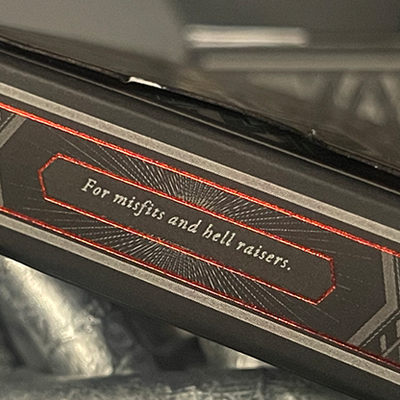 For misfits and hell raisers.